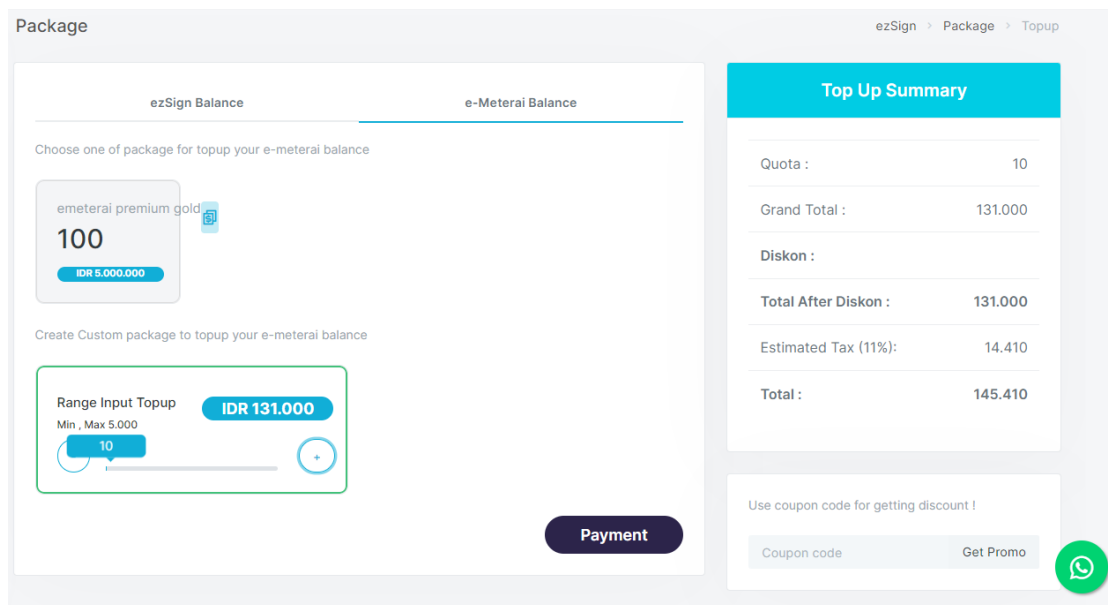 Package
ezSign > Package > Topup
ezSign Balance
e-Meterai Balance
Choose one of package for topup your e-meterai balance
emeterai premium gold
100
IDR 5.000.000
Create Custom package to topup your e-meterai balance
Range Input Topup
IDR 131.000
Min , Max 5.000
10
+
Payment
Top Up Summary
Quota : 10
Grand Total : 131.000
Diskon :
Total After Diskon : 131.000
Estimated Tax (11%): 14.410
Total : 145.410
Use coupon code for getting discount !
Coupon code
Get Promo